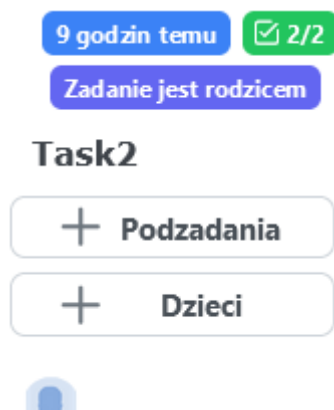 9 godzin temu 2/2
Zadanie jest rodzicem
Task2
Podzadania
Dzieci